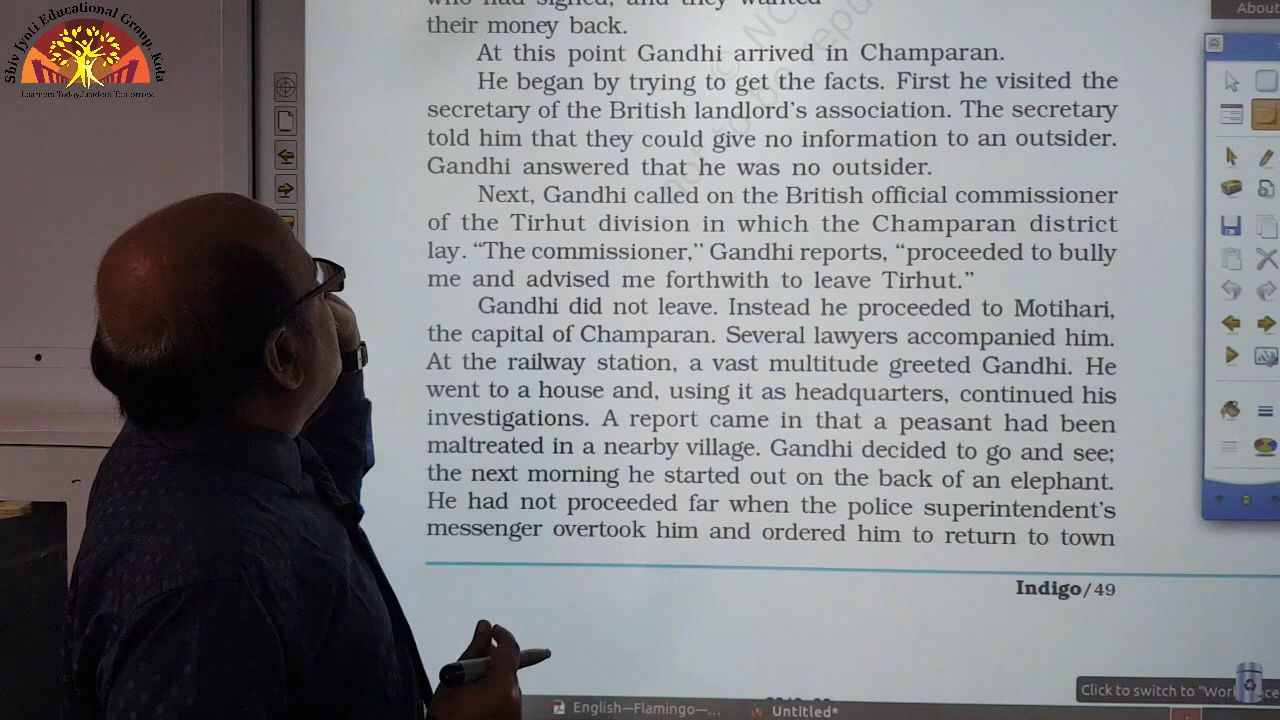 who had signed, and they wanted
their money back.
At this point Gandhi arrived in Champaran.
He began by trying to get the facts. First he visited the
secretary of the British landlord's association. The secretary
told him that they could give no information to an outsider.
Gandhi answered that he was no outsider.
Next, Gandhi called on the British official commissioner
of the Tirhut division in which the Champaran district
lay. “The commissioner,” Gandhi reports, “proceeded to bully
me and advised me forthwith to leave Tirhut.”
Gandhi did not leave. Instead he proceeded to Motihari,
the capital of Champaran. Several lawyers accompanied him.
At the railway station, a vast multitude greeted Gandhi. He
went to a house and, using it as headquarters, continued his
investigations. A report came in that a peasant had been
maltreated in a nearby village. Gandhi decided to go and see;
the next morning he started out on the back of an elephant.
He had not proceeded far when the police superintendent's
messenger overtook him and ordered him to return to town
Indigo/49
Shiv Jyoti Educational Group, Kota
Learners Today, Leaders Tomorrow.
About
Click to switch to "Work
English—Flamingo—...
Untitled*